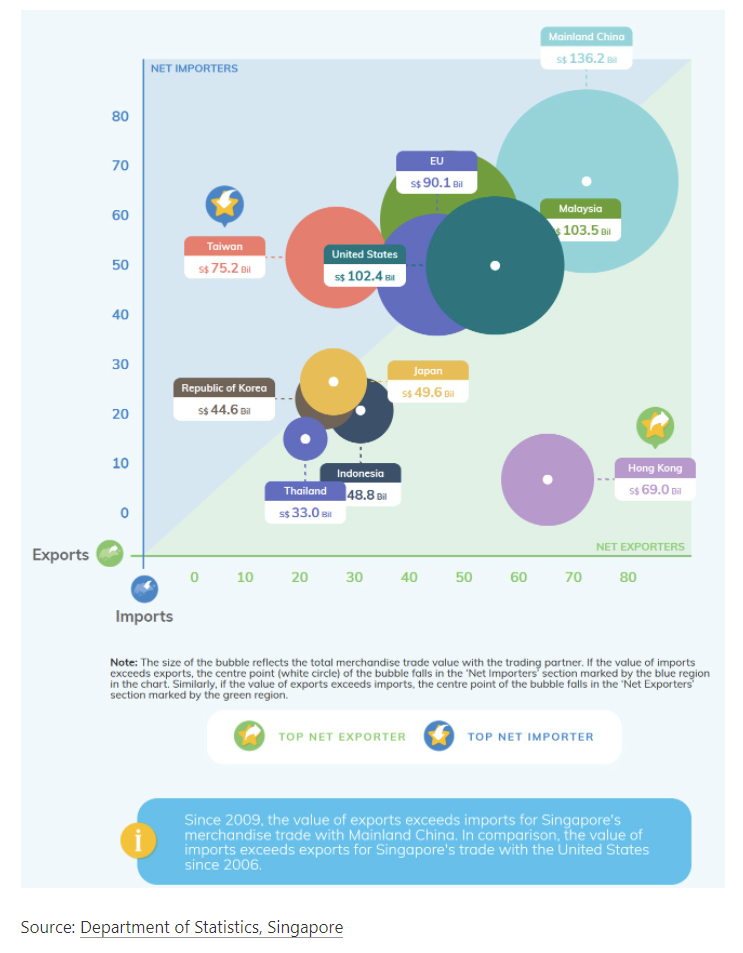 Mainland China
S$ 136.2 Bil
NET IMPORTERS
80
70
60
50
40
30
20
10
0
EU
S$ 90.1 Bil
Malaysia
$ 103.5 Bil
Taiwan
S$ 75.2 Bil
United States
S$ 102.4 Bil
Japan
S$ 49.6 Bil
Republic of Korea
S$ 44.6 Bil
Hong Kong
S$ 69.0 Bil
Indonesia
48.8 Bil
Thailand
S$ 33.0 Bil
NET EXPORTERS
Exports
0 10 20 30 40 50 60 70 80
Imports
Note: The size of the bubble reflects the total merchandise trade value with the trading partner. If the value of imports
exceeds exports, the centre point (white circle) of the bubble falls in the 'Net Importers' section marked by the blue region
in the chart. Similarly, if the value of exports exceeds imports, the centre point of the bubble falls in the 'Net Exporters'
section marked by the green region.
TOP NET EXPORTER
TOP NET IMPORTER
i
Since 2009, the value of exports exceeds imports for Singapore's
merchandise trade with Mainland China. In comparison, the value of
imports exceeds exports for Singapore's trade with the United States
since 2006.
Source: Department of Statistics, Singapore